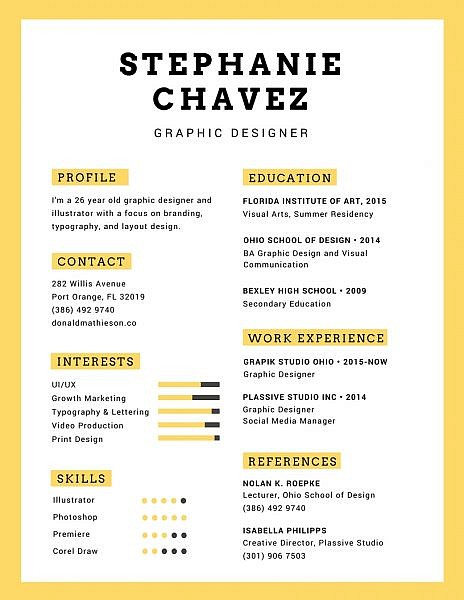 STEPHANIE
CHAVEZ
GRAPHIC DESIGNER
PROFILE
I'm a 26 year old graphic designer and
illustrator with a focus on branding,
typography, and layout design.
CONTACT
282 Willis Avenue
Port Orange, FL 32019
(386) 492 9740
donaldmathieson.co
INTERESTS
UI/UX
Growth Marketing
Typography & Lettering
Video Production
Print Design
SKILLS
Illustrator
Photoshop
Premiere
Corel Draw
EDUCATION
FLORIDA INSTITUTE OF ART, 2015
Visual Arts, Summer Residency
OHIO SCHOOL OF DESIGN • 2014
BA Graphic Design and Visual
Communication
BEXLEY HIGH SCHOOL • 2009
Secondary Education
WORK EXPERIENCE
GRAPIK STUDIO OHIO • 2015-NOW
Graphic Designer
PLASSIVE STUDIO INC • 2014
Graphic Designer
Social Media Manager
REFERENCES
NOLAN K. ROEPKE
Lecturer, Ohio School of Design
(386) 492 9740
ISABELLA PHILIPPS
Creative Director, Plassive Studio
(301) 906 7503